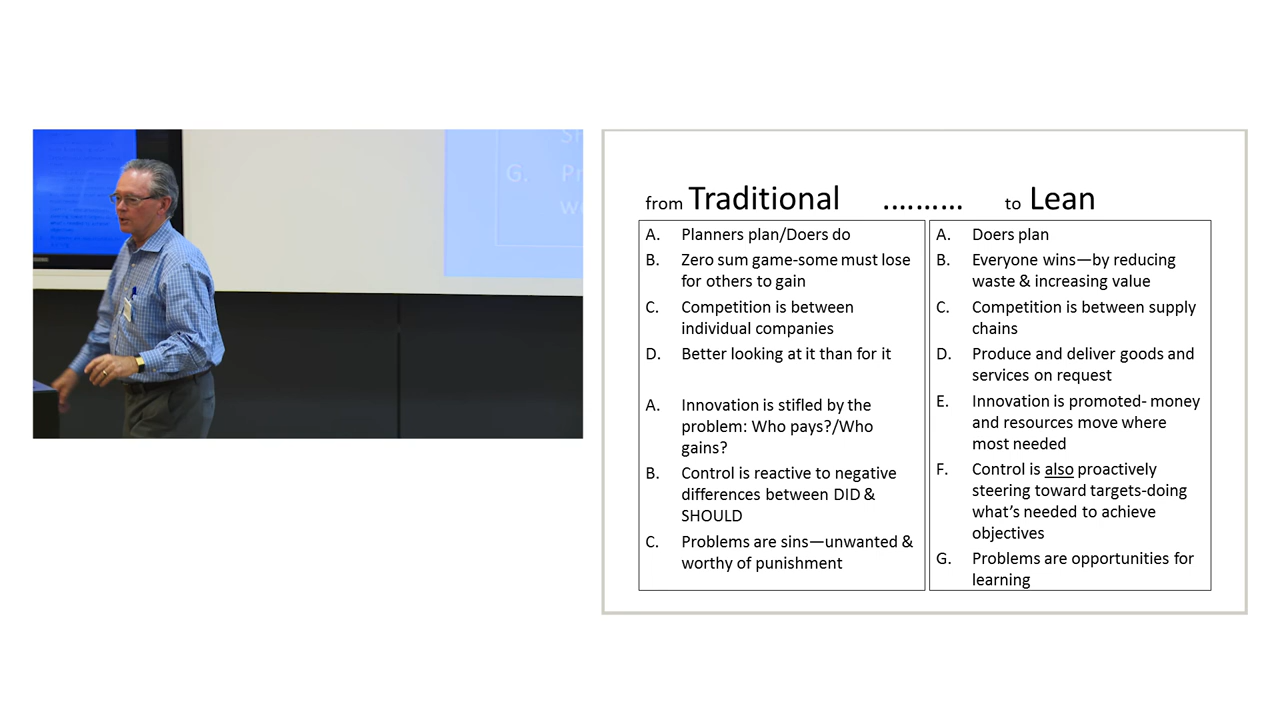 from Traditional .......... to Lean
A. Planners plan/Doers do
B. Zero sum game-some must lose
for others to gain
C. Competition is between
individual companies
D. Better looking at it than for it
A. Innovation is stifled by the
problem: Who pays?/Who
gains?
B. Control is reactive to negative
differences between DID &
SHOULD
C. Problems are sins—unwanted &
worthy of punishment
A. Doers plan
B. Everyone wins—by reducing
waste & increasing value
C. Competition is between supply
chains
D. Produce and deliver goods and
services on request
E. Innovation is promoted- money
and resources move where
most needed
F. Control is also proactively
steering toward targets-doing
what's needed to achieve
objectives
G. Problems are opportunities for
learning
G. Pr